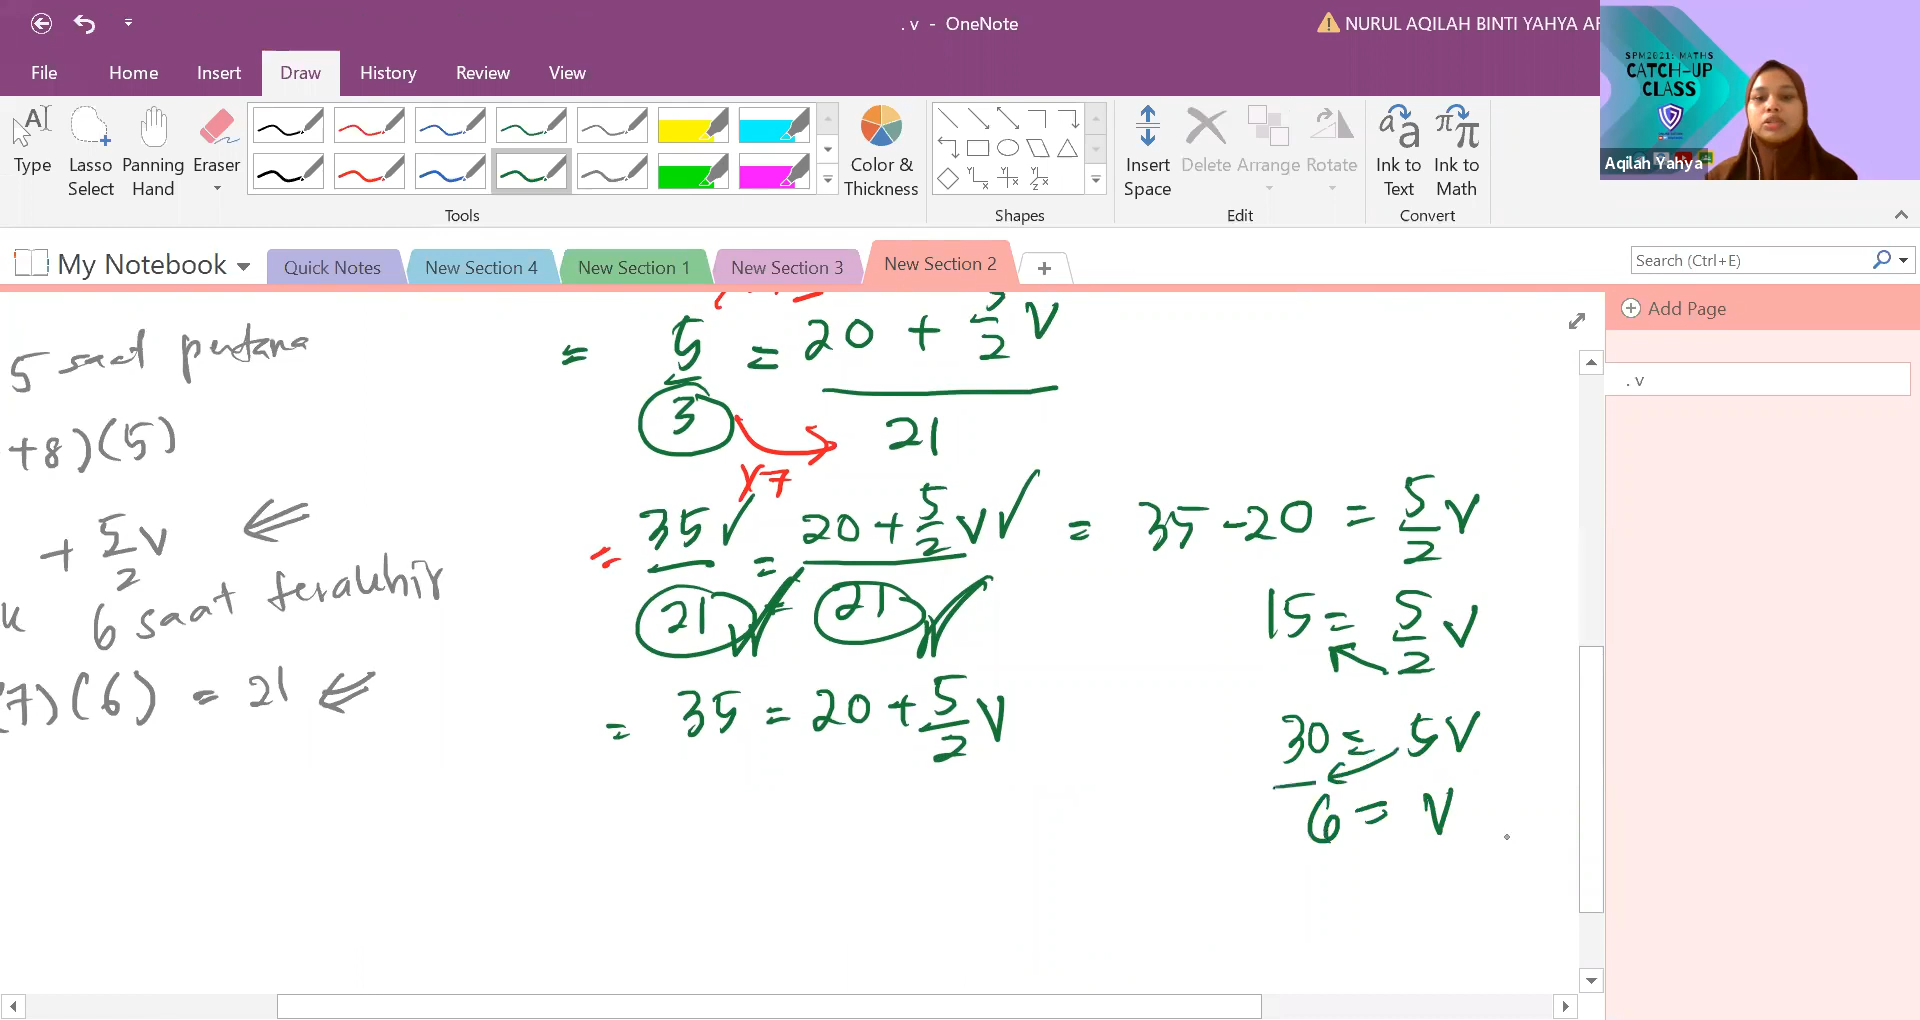 . v - OneNote
NURUL AQILAH BINTI YAHYA AF
File Home Insert Draw History Review View
SPM2021: MATHS
CATCH-UP
CLASS
Aqilah Yahya
Type
Lasso Select
Panning Hand
Eraser
Color & Thickness
Insert Space
Delete
Arrange
Rotate
Ink to Text
Ink to Math
Tools
Shapes
Edit
Convert
My Notebook
Quick Notes
New Section 4
New Section 1
New Section 3
New Section 2
Search (Ctrl+E)
Add Page
. v
5 saat pertama
+8)(5)
+ 5/2 v
6 saat terakhir
(7)(6) = 21
= 5/3 = (20 + 5/2 v)/21
x7
= 35/21 = (20 + 5/2 v)/21
= 35 = 20 + 5/2 v
= 35 - 20 = 5/2 v
15 = 5/2 v
30 = 5v
6 = v